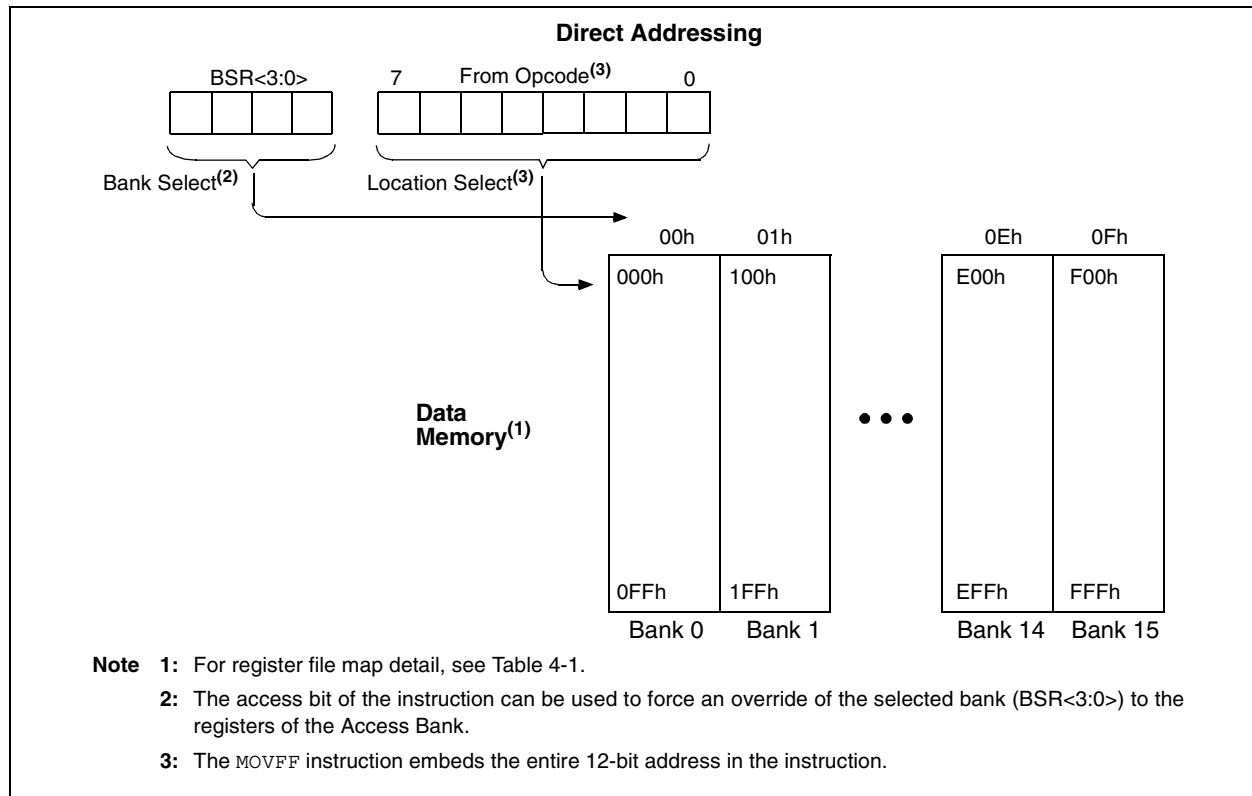 Direct Addressing
BSR<3:0>
7 From Opcode(3) 0
Bank Select(2)
Location Select(3)
00h 01h 0Eh 0Fh
000h 100h E00h F00h
Data
Memory(1)
0FFh 1FFh EFFh FFFh
Bank 0 Bank 1 Bank 14 Bank 15
Note 1: For register file map detail, see Table 4-1.
2: The access bit of the instruction can be used to force an override of the selected bank (BSR<3:0>) to the
registers of the Access Bank.
3: The MOVFF instruction embeds the entire 12-bit address in the instruction.